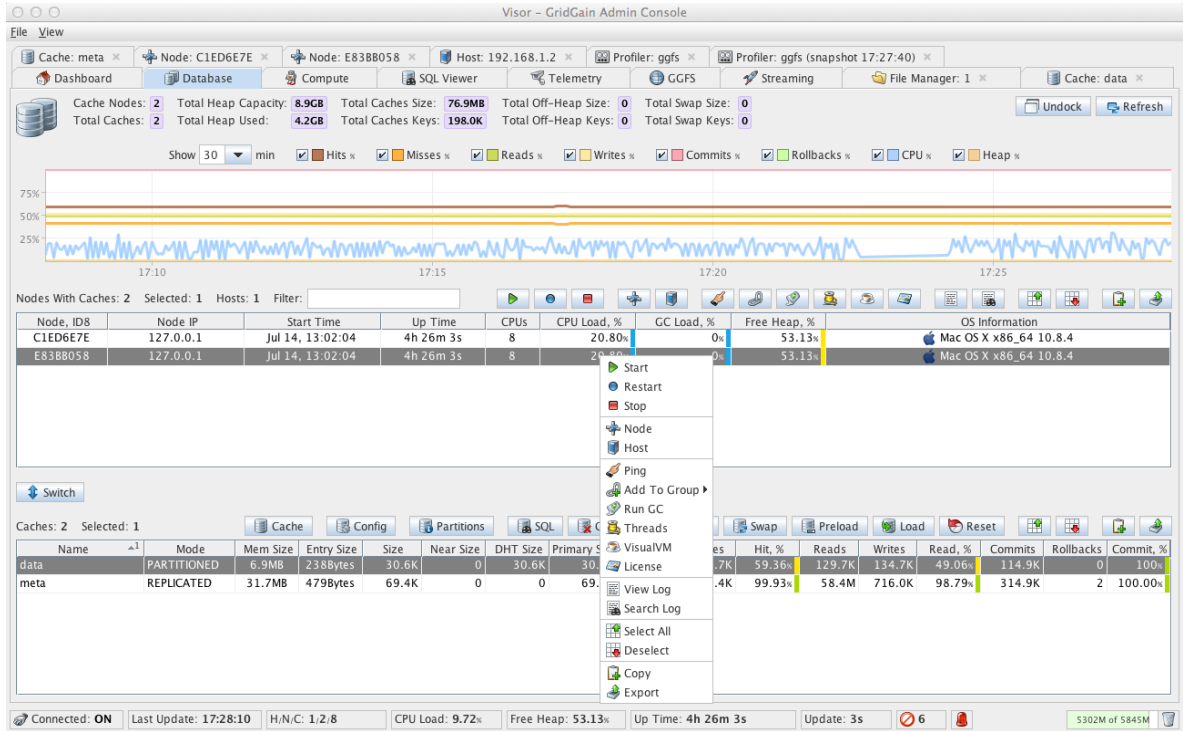 Visor – GridGain Admin Console
File View
Cache: meta × Node: C1ED6E7E × Node: E83BB058 × Host: 192.168.1.2 × Profiler: ggfs × Profiler: ggfs (snapshot 17:27:40) ×
Dashboard Database Compute SQL Viewer Telemetry GGFS Streaming File Manager: 1 × Cache: data ×
Cache Nodes: 2 Total Heap Capacity: 8.9GB Total Caches Size: 76.9MB Total Off-Heap Size: 0 Total Swap Size: 0 Undock Refresh
Total Caches: 2 Total Heap Used: 4.2GB Total Caches Keys: 198.0K Total Off-Heap Keys: 0 Total Swap Keys: 0
Show 30 min Hits % Misses % Reads % Writes % Commits % Rollbacks % CPU % Heap %
75%
50%
25%
17:10 17:15 17:20 17:25
Nodes With Caches: 2 Selected: 1 Hosts: 1 Filter:
Node, ID8 Node IP Start Time Up Time CPUs CPU Load, % GC Load, % Free Heap, % OS Information
C1ED6E7E 127.0.0.1 Jul 14, 13:02:04 4h 26m 3s 8 20.80% 0% 53.13% Mac OS X x86_64 10.8.4
E83BB058 127.0.0.1 Jul 14, 13:02:04 4h 26m 3s 8 20.80% 0% 53.13% Mac OS X x86_64 10.8.4
Start
Restart
Stop
Node
Host
Ping
Add To Group
Run GC
Threads
VisualVM
License
View Log
Search Log
Select All
Deselect
Copy
Export
Switch
Caches: 2 Selected: 1 Cache Config Partitions SQL Swap Preload Load Reset
Name 1 Mode Mem Size Entry Size Size Near Size DHT Size Primary S es Hit, % Reads Writes Read, % Commits Rollbacks Commit, %
data PARTITIONED 6.9MB 238Bytes 30.6K 0 30.6K 30. .7K 59.36% 129.7K 134.7K 49.06% 114.9K 0 100%
meta REPLICATED 31.7MB 479Bytes 69.4K 0 0 69. .4K 99.93% 58.4M 716.0K 98.79% 314.9K 2 100.00%
Connected: ON Last Update: 17:28:10 H/N/C: 1/2/8 CPU Load: 9.72% Free Heap: 53.13% Up Time: 4h 26m 3s Update: 3s 6 5302M of 5845M